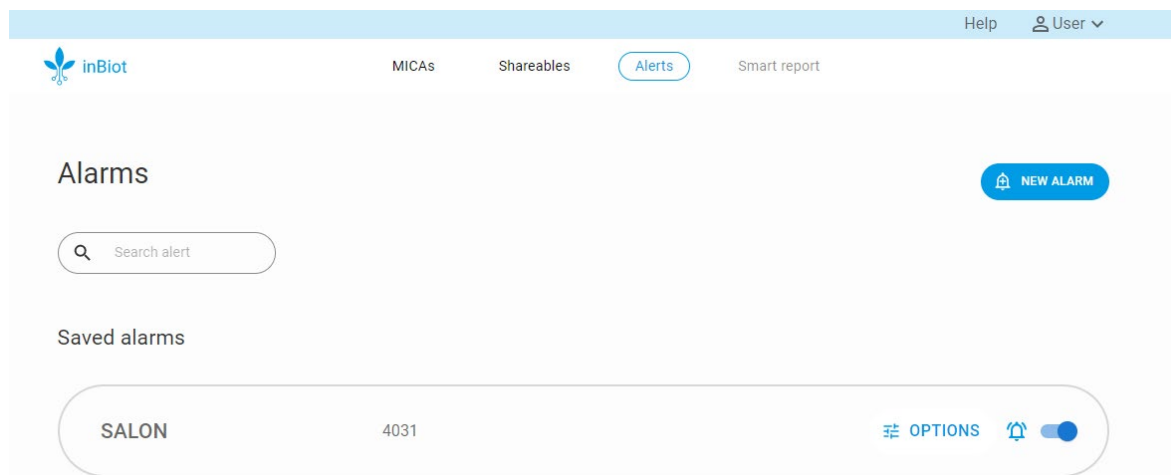 Help User
inBiot MICAs Shareables Alerts Smart report
Alarms
NEW ALARM
Search alert
Saved alarms
SALON 4031 OPTIONS